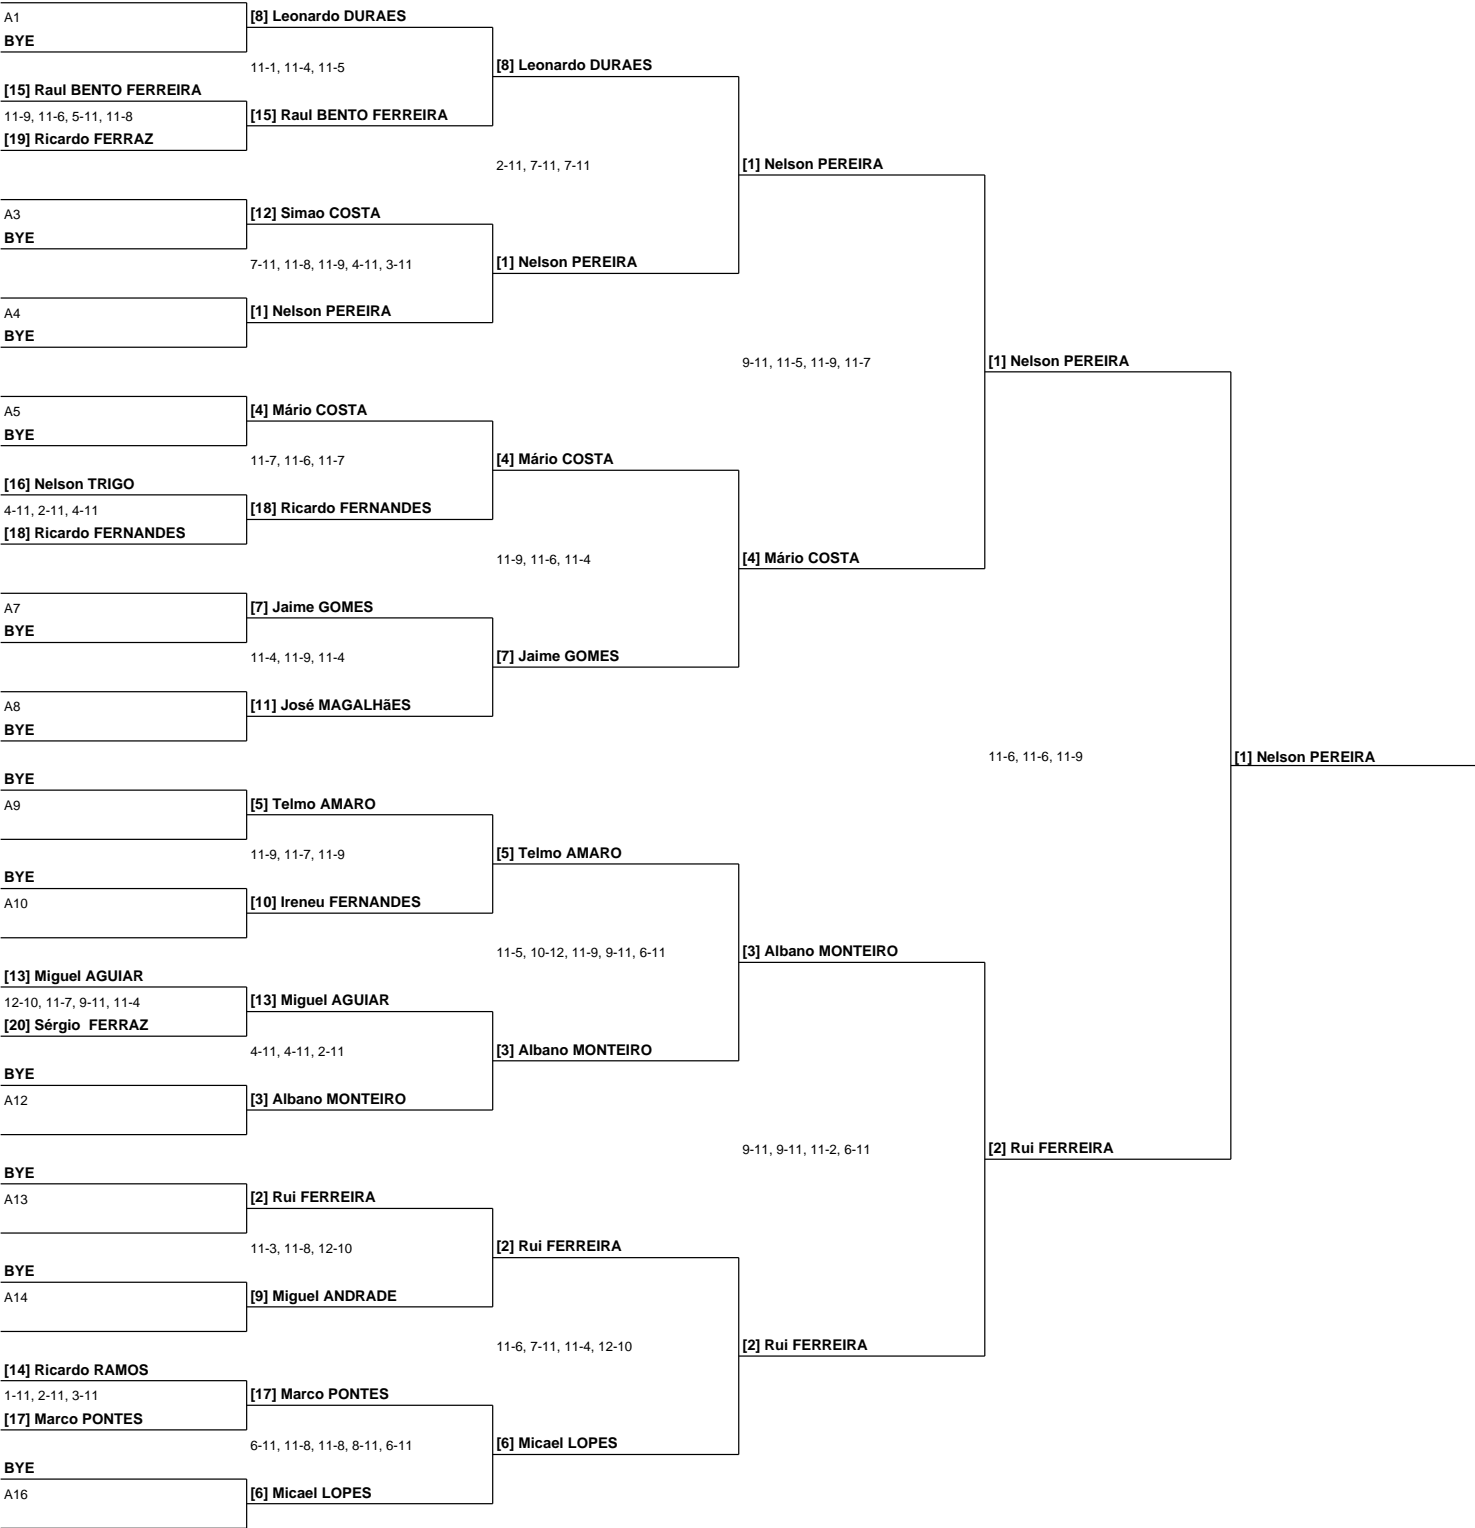 A1
BYE
[8] Leonardo DURAES
11-1, 11-4, 11-5
[8] Leonardo DURAES
[15] Raul BENTO FERREIRA
11-9, 11-6, 5-11, 11-8
[19] Ricardo FERRAZ
[15] Raul BENTO FERREIRA
2-11, 7-11, 7-11
[1] Nelson PEREIRA
A3
BYE
[12] Simao COSTA
7-11, 11-8, 11-9, 4-11, 3-11
[1] Nelson PEREIRA
A4
BYE
[1] Nelson PEREIRA
9-11, 11-5, 11-9, 11-7
[1] Nelson PEREIRA
A5
BYE
[4] Mário COSTA
11-7, 11-6, 11-7
[4] Mário COSTA
[16] Nelson TRIGO
4-11, 2-11, 4-11
[18] Ricardo FERNANDES
[18] Ricardo FERNANDES
11-9, 11-6, 11-4
[4] Mário COSTA
A7
BYE
[7] Jaime GOMES
11-4, 11-9, 11-4
[7] Jaime GOMES
A8
BYE
[11] José MAGALHãES
11-6, 11-6, 11-9
[1] Nelson PEREIRA
BYE
A9
[5] Telmo AMARO
11-9, 11-7, 11-9
[5] Telmo AMARO
BYE
A10
[10] Ireneu FERNANDES
11-5, 10-12, 11-9, 9-11, 6-11
[3] Albano MONTEIRO
[13] Miguel AGUIAR
12-10, 11-7, 9-11, 11-4
[20] Sérgio  FERRAZ
[13] Miguel AGUIAR
4-11, 4-11, 2-11
[3] Albano MONTEIRO
BYE
A12
[3] Albano MONTEIRO
9-11, 9-11, 11-2, 6-11
[2] Rui FERREIRA
BYE
A13
[2] Rui FERREIRA
11-3, 11-8, 12-10
[2] Rui FERREIRA
BYE
A14
[9] Miguel ANDRADE
11-6, 7-11, 11-4, 12-10
[2] Rui FERREIRA
[14] Ricardo RAMOS
1-11, 2-11, 3-11
[17] Marco PONTES
[17] Marco PONTES
6-11, 11-8, 11-8, 8-11, 6-11
[6] Micael LOPES
BYE
A16
[6] Micael LOPES